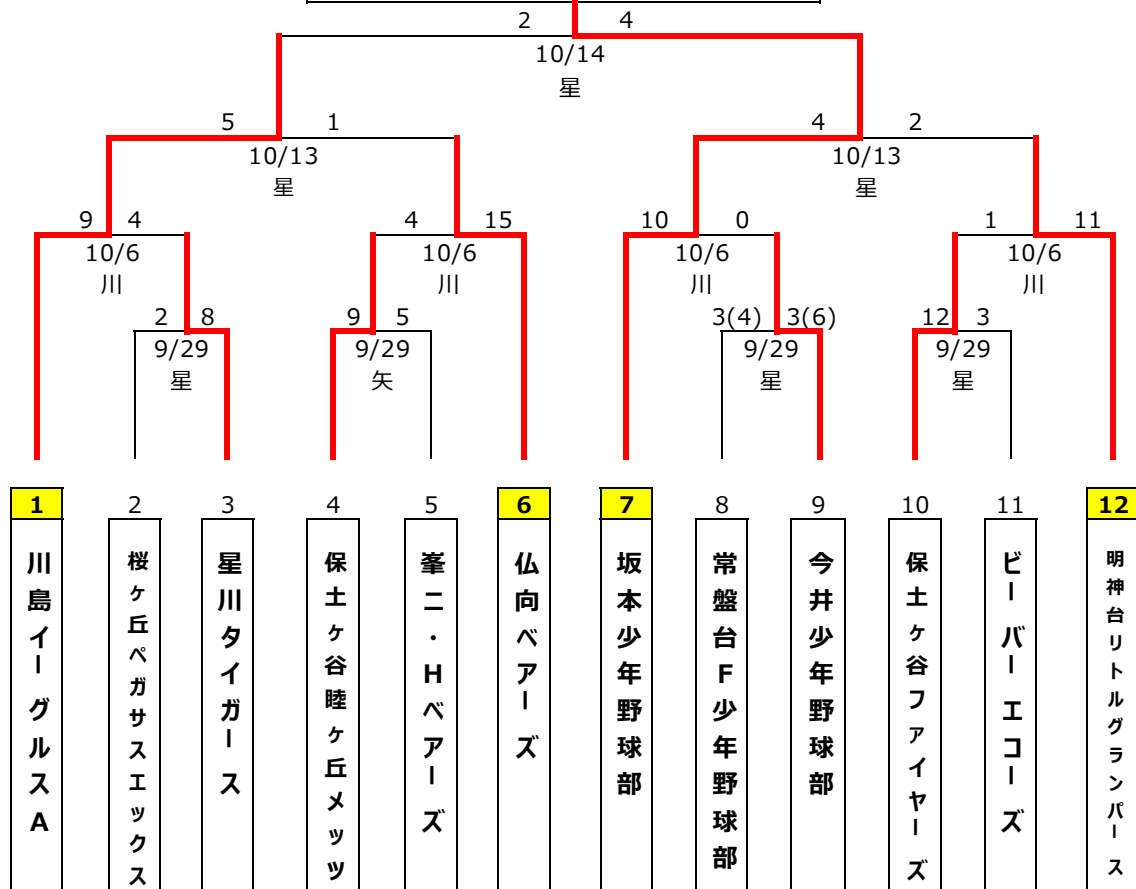 2 4
10/14
星
5 1 4 2
10/13 10/13
星 星
9 4 4 15 10 0 1 11
10/6 10/6 10/6 10/6
川 川 川 川
2 8 9 5 3(4) 3(6) 12 3
9/29 9/29 9/29 9/29
星 矢 星 星
1 2 3 4 5 6 7 8 9 10 11 12
川島イーグルスA
桜ヶ丘ペガサスエックス
星川タイガース
保土ヶ谷睦ヶ丘メッツ
峯二・Hベアーズ
仏向ベアーズ
坂本少年野球部
常盤台F少年野球部
今井少年野球部
保土ヶ谷ファイヤーズ
ビーバーエコーズ
明神台リトルグランパース